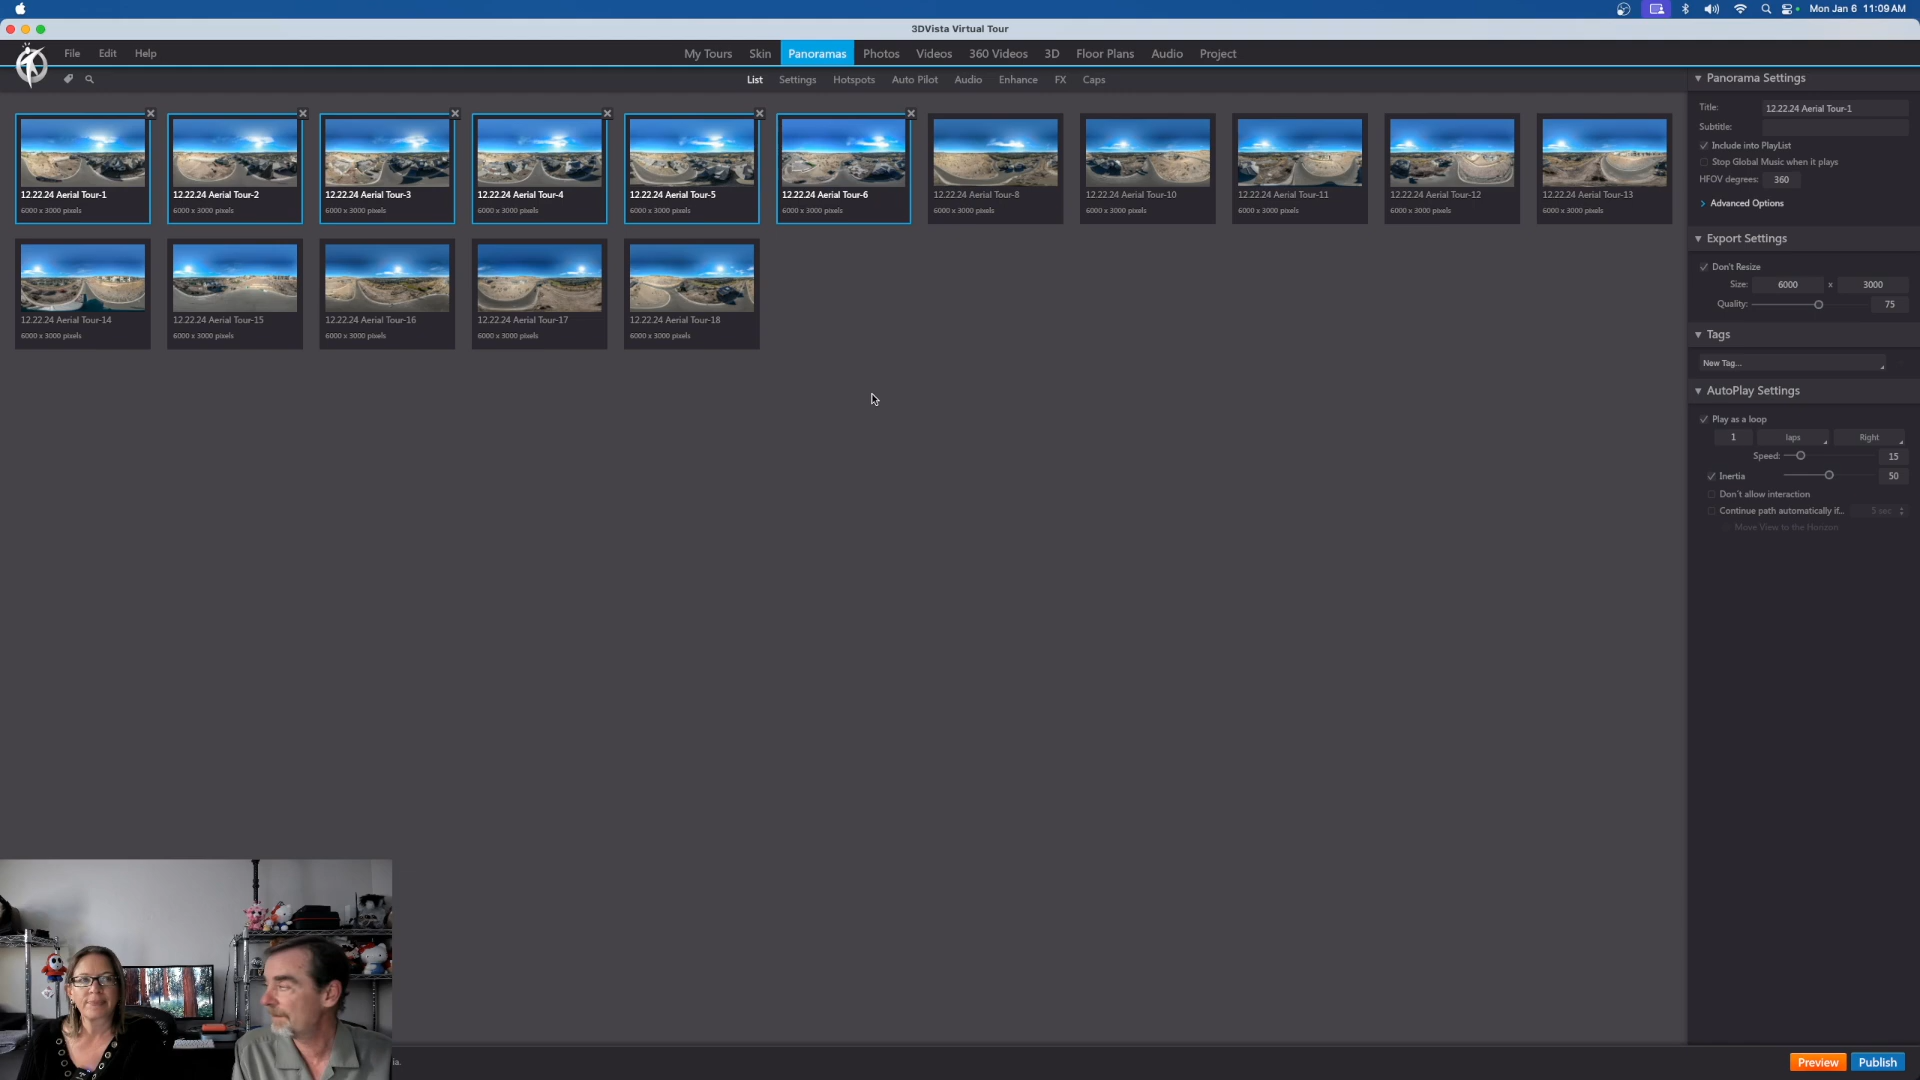 Mon Jan 6 11:09 AM
3DVista Virtual Tour
File Edit Help
My Tours Skin Panoramas Photos Videos 360 Videos 3D Floor Plans Audio Project
List Settings Hotspots Auto Pilot Audio Enhance FX Caps
12.22.24 Aerial Tour-1
6000 x 3000 pixels
12.22.24 Aerial Tour-2
6000 x 3000 pixels
12.22.24 Aerial Tour-3
6000 x 3000 pixels
12.22.24 Aerial Tour-4
6000 x 3000 pixels
12.22.24 Aerial Tour-5
6000 x 3000 pixels
12.22.24 Aerial Tour-6
6000 x 3000 pixels
12.22.24 Aerial Tour-8
6000 x 3000 pixels
12.22.24 Aerial Tour-10
6000 x 3000 pixels
12.22.24 Aerial Tour-11
6000 x 3000 pixels
12.22.24 Aerial Tour-12
6000 x 3000 pixels
12.22.24 Aerial Tour-13
6000 x 3000 pixels
12.22.24 Aerial Tour-14
6000 x 3000 pixels
12.22.24 Aerial Tour-15
6000 x 3000 pixels
12.22.24 Aerial Tour-16
6000 x 3000 pixels
12.22.24 Aerial Tour-17
6000 x 3000 pixels
12.22.24 Aerial Tour-18
6000 x 3000 pixels
Panorama Settings
Title: 12.22.24 Aerial Tour-1
Subtitle:
Include into PlayList
Stop Global Music when it plays
HFOV degrees: 360
Advanced Options
Export Settings
Don't Resize
Size: 6000 x 3000
Quality: 75
Tags
New Tag...
AutoPlay Settings
Play as a loop
1 laps Right
Speed: 15
Inertia 50
Don't allow interaction
Continue path automatically if... 5 sec
Move View to the Horizon
ia.
Preview Publish